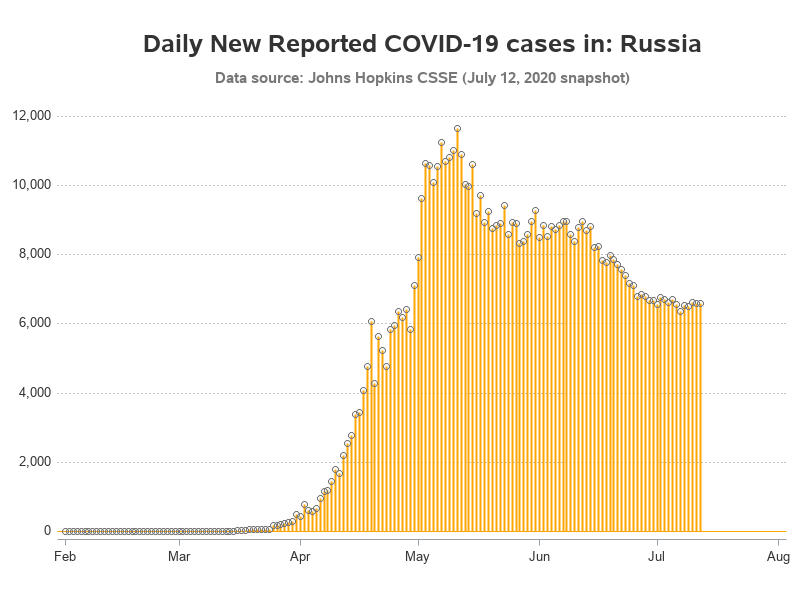 Daily New Reported COVID-19 cases in: Russia
Data source: Johns Hopkins CSSE (July 12, 2020 snapshot)
12,000
10,000
8,000
6,000
4,000
2,000
0
Feb Mar Apr May Jun Jul Aug